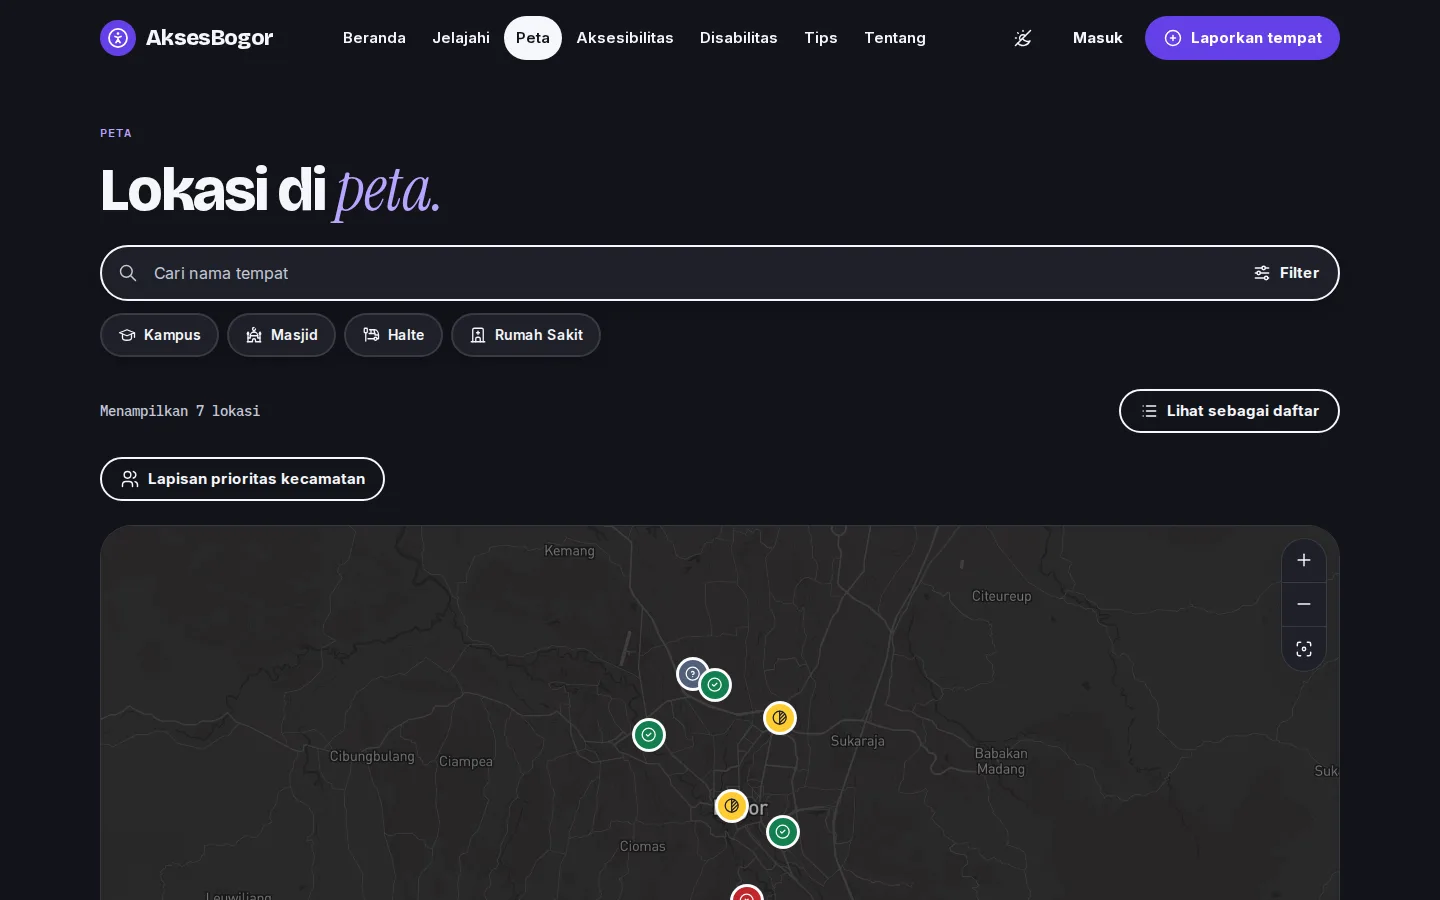 AksesBogor
Beranda Jelajahi Peta Aksesibilitas Disabilitas Tips Tentang Masuk Laporkan tempat
PETA
Lokasi di peta.
Cari nama tempat Filter
Kampus Masjid Halte Rumah Sakit
Menampilkan 7 lokasi Lihat sebagai daftar
Lapisan prioritas kecamatan
Kemang
Citeureup
Sukaraja
Cibungbulang
Ciampea
Babakan
Madang
Suk
Ciomas
Leuwiliang